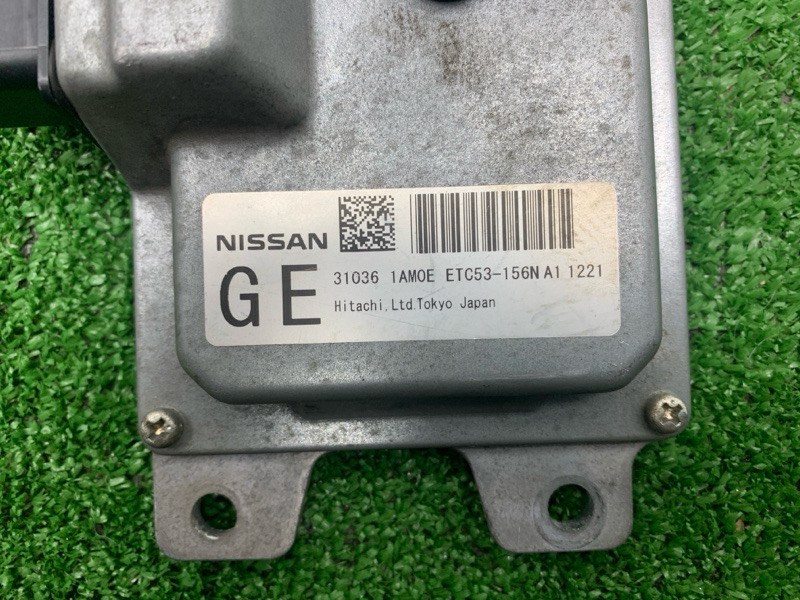 NISSAN
GE 31036 1AM0E ETC53-156N A1 1221
Hitachi,Ltd.Tokyo Japan